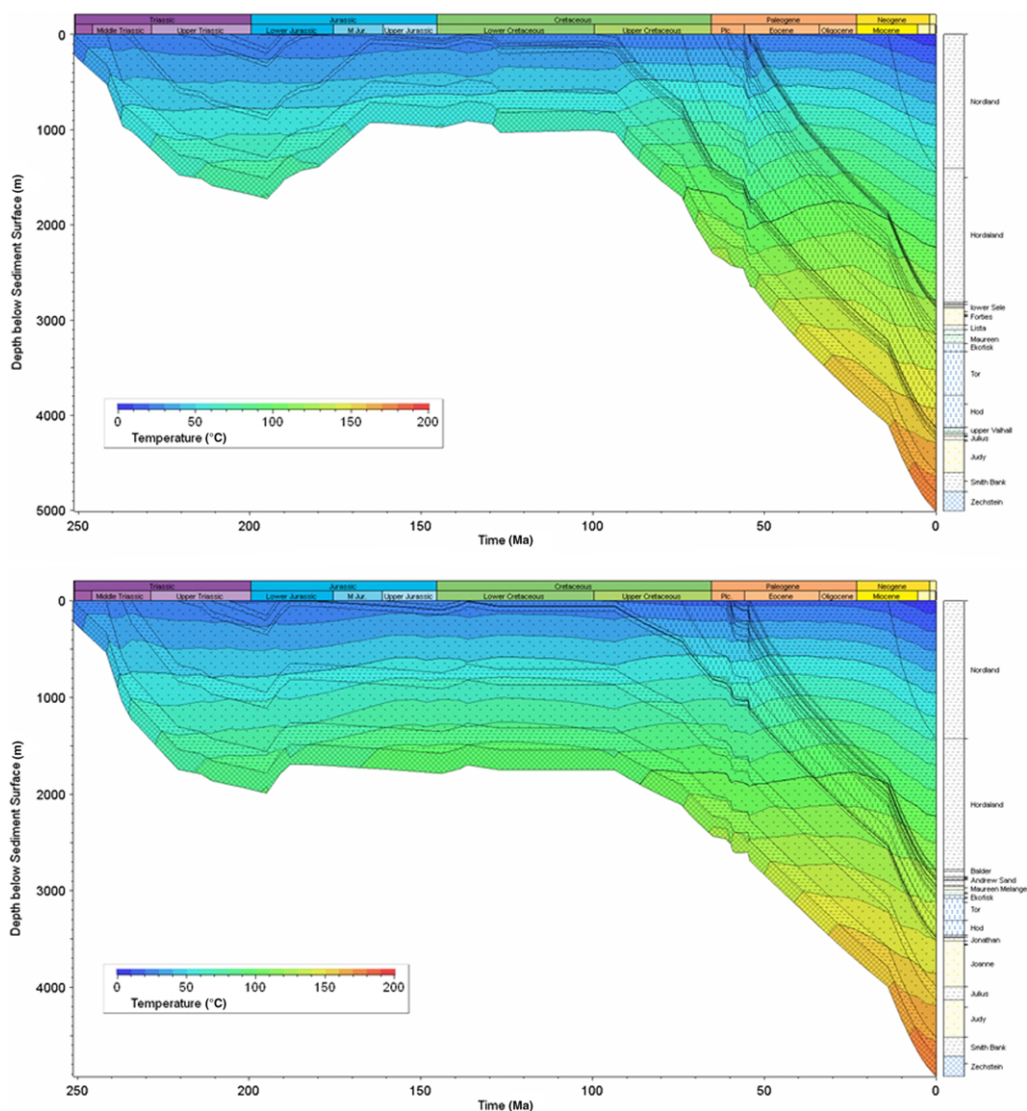 Triassic Jurassic Cretaceous Paleogene Neogene
Middle Triassic Upper Triassic Lower Jurassic M Jur. Upper Jurassic Lower Cretaceous Upper Cretaceous Plc. Eocene Oligocene Miocene
0
1000
2000
3000
4000
5000
Depth below Sediment Surface (m)
0 50 100 150 200
Temperature (°C)
250 200 150 100 50 0
Time (Ma)
Nordland
Hordaland
lower Sele
Forties
Lista
Maureen
Ekofisk
Tor
Hod
upper Valhall
Julius
Judy
Smith Bank
Zechstein
Triassic Jurassic Cretaceous Paleogene Neogene
Middle Triassic Upper Triassic Lower Jurassic M Jur. Upper Jurassic Lower Cretaceous Upper Cretaceous Plc. Eocene Oligocene Miocene
0
1000
2000
3000
4000
Depth below Sediment Surface (m)
0 50 100 150 200
Temperature (°C)
250 200 150 100 50 0
Time (Ma)
Nordland
Hordaland
Balder
Andrew Sand
Maureen Melange
Ekofisk
Tor
Hod
Jonathan
Joanne
Julius
Judy
Smith Bank
Zechstein